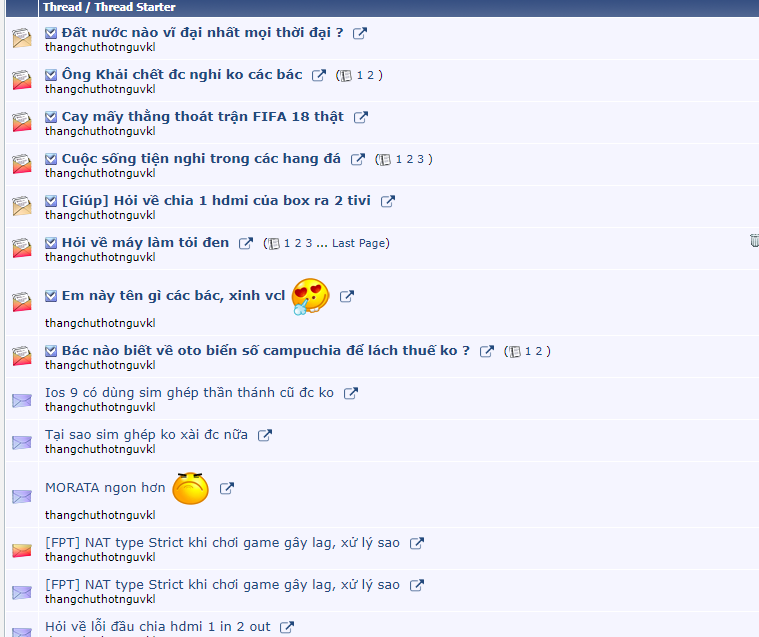 Thread / Thread Starter
Đất nước nào vĩ đại nhất mọi thời đại ?
thangchuthotnguvkl
Ông Khải chết đc nghỉ ko các bác ( 1 2 )
thangchuthotnguvkl
Cay mấy thằng thoát trận FIFA 18 thật
thangchuthotnguvkl
Cuộc sống tiện nghi trong các hang đá ( 1 2 3 )
thangchuthotnguvkl
[Giúp] Hỏi về chia 1 hdmi của box ra 2 tivi
thangchuthotnguvkl
Hỏi về máy làm tỏi đen ( 1 2 3 ... Last Page)
thangchuthotnguvkl
Em này tên gì các bác, xinh vcl
thangchuthotnguvkl
Bác nào biết về oto biển số campuchia để lách thuế ko ? ( 1 2 )
thangchuthotnguvkl
Ios 9 có dùng sim ghép thần thánh cũ đc ko
thangchuthotnguvkl
Tại sao sim ghép ko xài đc nữa
thangchuthotnguvkl
MORATA ngon hơn
thangchuthotnguvkl
[FPT] NAT type Strict khi chơi game gây lag, xử lý sao
thangchuthotnguvkl
[FPT] NAT type Strict khi chơi game gây lag, xử lý sao
thangchuthotnguvkl
Hỏi về lỗi đầu chia hdmi 1 in 2 out